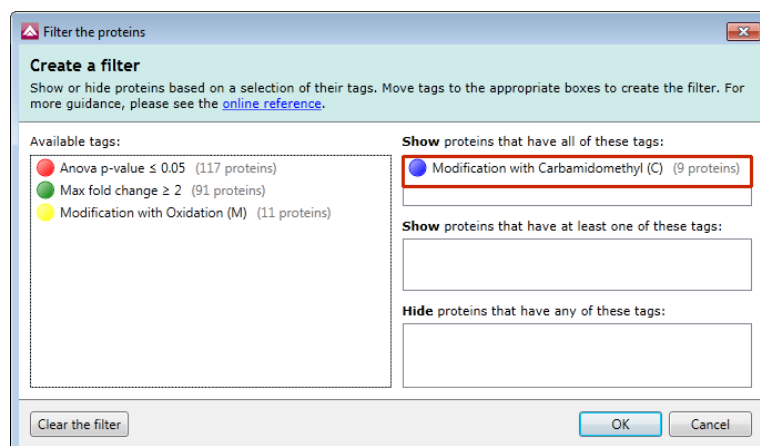 Filter the proteins
Create a filter
Show or hide proteins based on a selection of their tags. Move tags to the appropriate boxes to create the filter. For
more guidance, please see the online reference.
Available tags:
Anova p-value ≤ 0.05 (117 proteins)
Max fold change ≥ 2 (91 proteins)
Modification with Oxidation (M) (11 proteins)
Show proteins that have all of these tags:
Modification with Carbamidomethyl (C) (9 proteins)
Show proteins that have at least one of these tags:
Hide proteins that have any of these tags:
Clear the filter
OK
Cancel